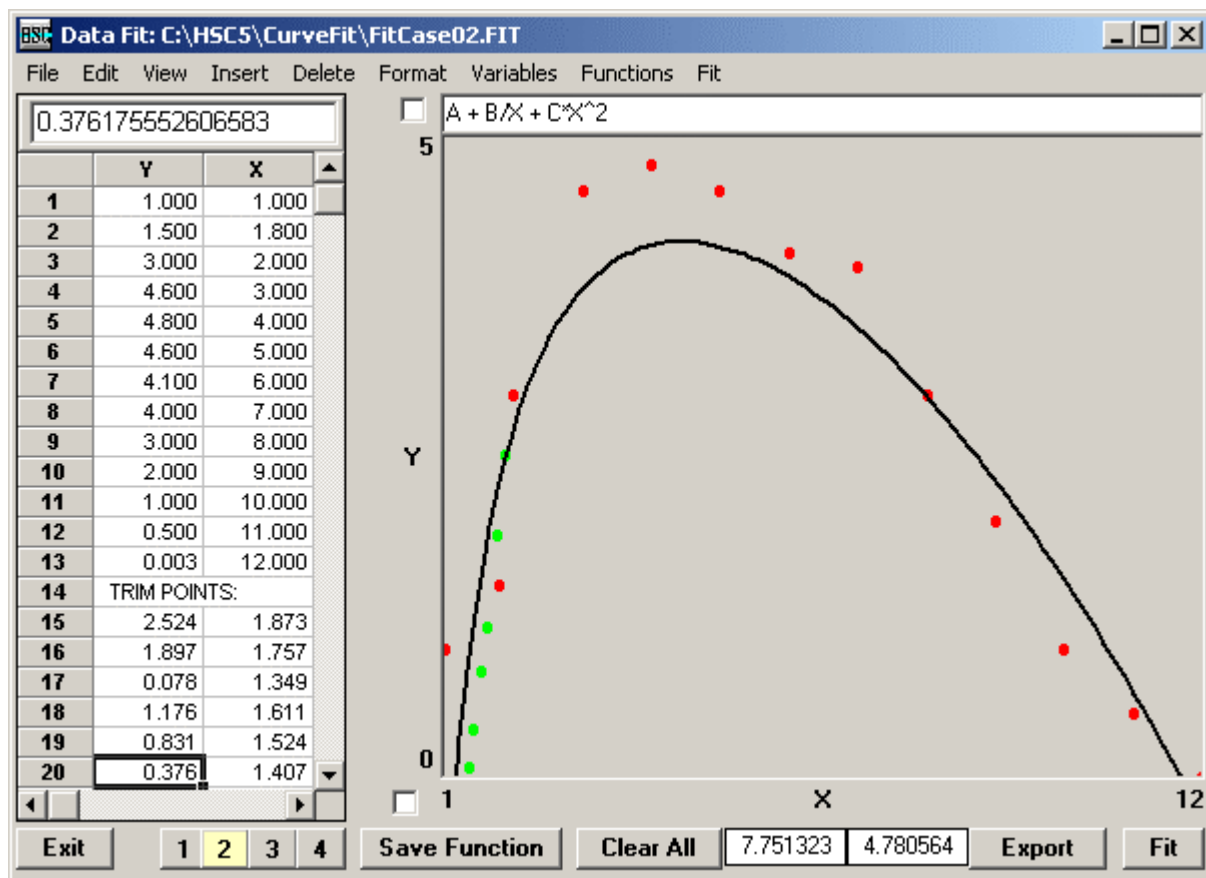 HSC Data Fit: C:\HSC5\CurveFit\FitCase02.FIT
File Edit View Insert Delete Format Variables Functions Fit
0.376175552606583
A + B/X + C*X^2
Y X
1 1.000 1.000
2 1.500 1.800
3 3.000 2.000
4 4.600 3.000
5 4.800 4.000
6 4.600 5.000
7 4.100 6.000
8 4.000 7.000
9 3.000 8.000
10 2.000 9.000
11 1.000 10.000
12 0.500 11.000
13 0.003 12.000
14 TRIM POINTS:
15 2.524 1.873
16 1.897 1.757
17 0.078 1.349
18 1.176 1.611
19 0.831 1.524
20 0.376 1.407
5
Y
0
1 X 12
Exit 1 2 3 4 Save Function Clear All 7.751323 4.780564 Export Fit